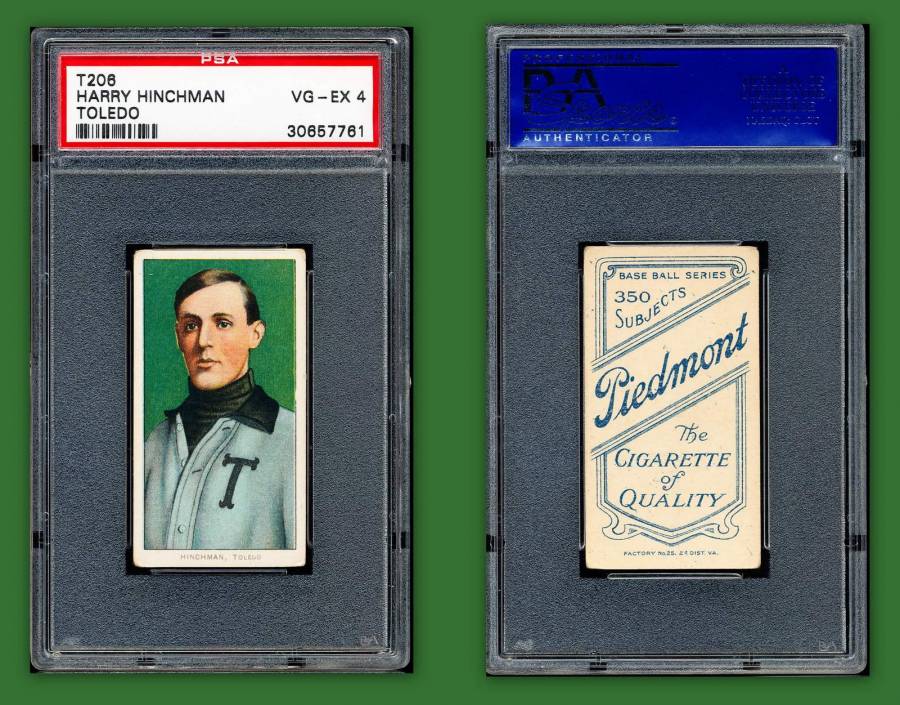 PSA
T206
HARRY HINCHMAN VG-EX 4
TOLEDO
30657761
T
HINCHMAN, TOLEDO
PSA
AUTHENTICATOR
BASE BALL SERIES
350
SUBJECTS
Piedmont
The
CIGARETTE
of
QUALITY
FACTORY No. 25, 2d DIST. VA.